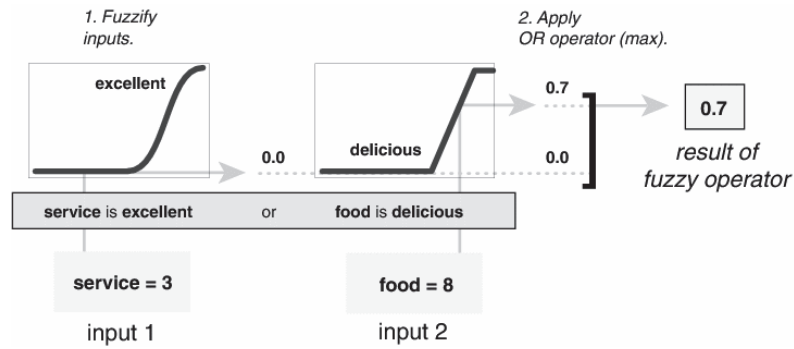 1. Fuzzify
inputs.
2. Apply
OR operator (max).
excellent
0.0
delicious
0.7
0.0
0.7
result of
fuzzy operator
service is excellent or food is delicious
service = 3
food = 8
input 1
input 2